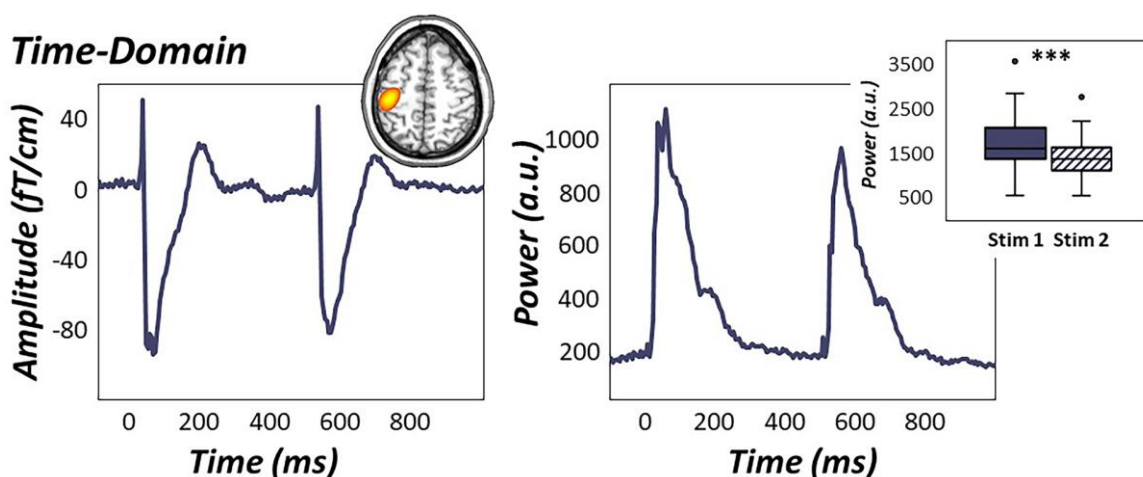 Time-Domain
Amplitude (fT/cm)
40
0
-40
-80
0 200 400 600 800
Time (ms)
Power (a.u.)
1000
800
600
400
200
0 200 400 600 800
Time (ms)
Power (a.u.)
3500
2500
1500
500
***
Stim 1 Stim 2